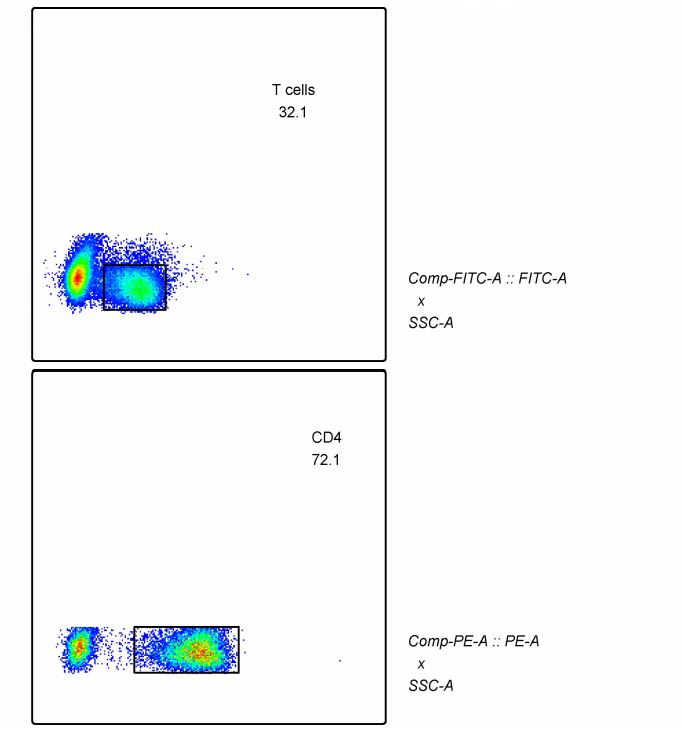 T cells
32.1
Comp-FITC-A :: FITC-A
x
SSC-A
CD4
72.1
Comp-PE-A :: PE-A
x
SSC-A